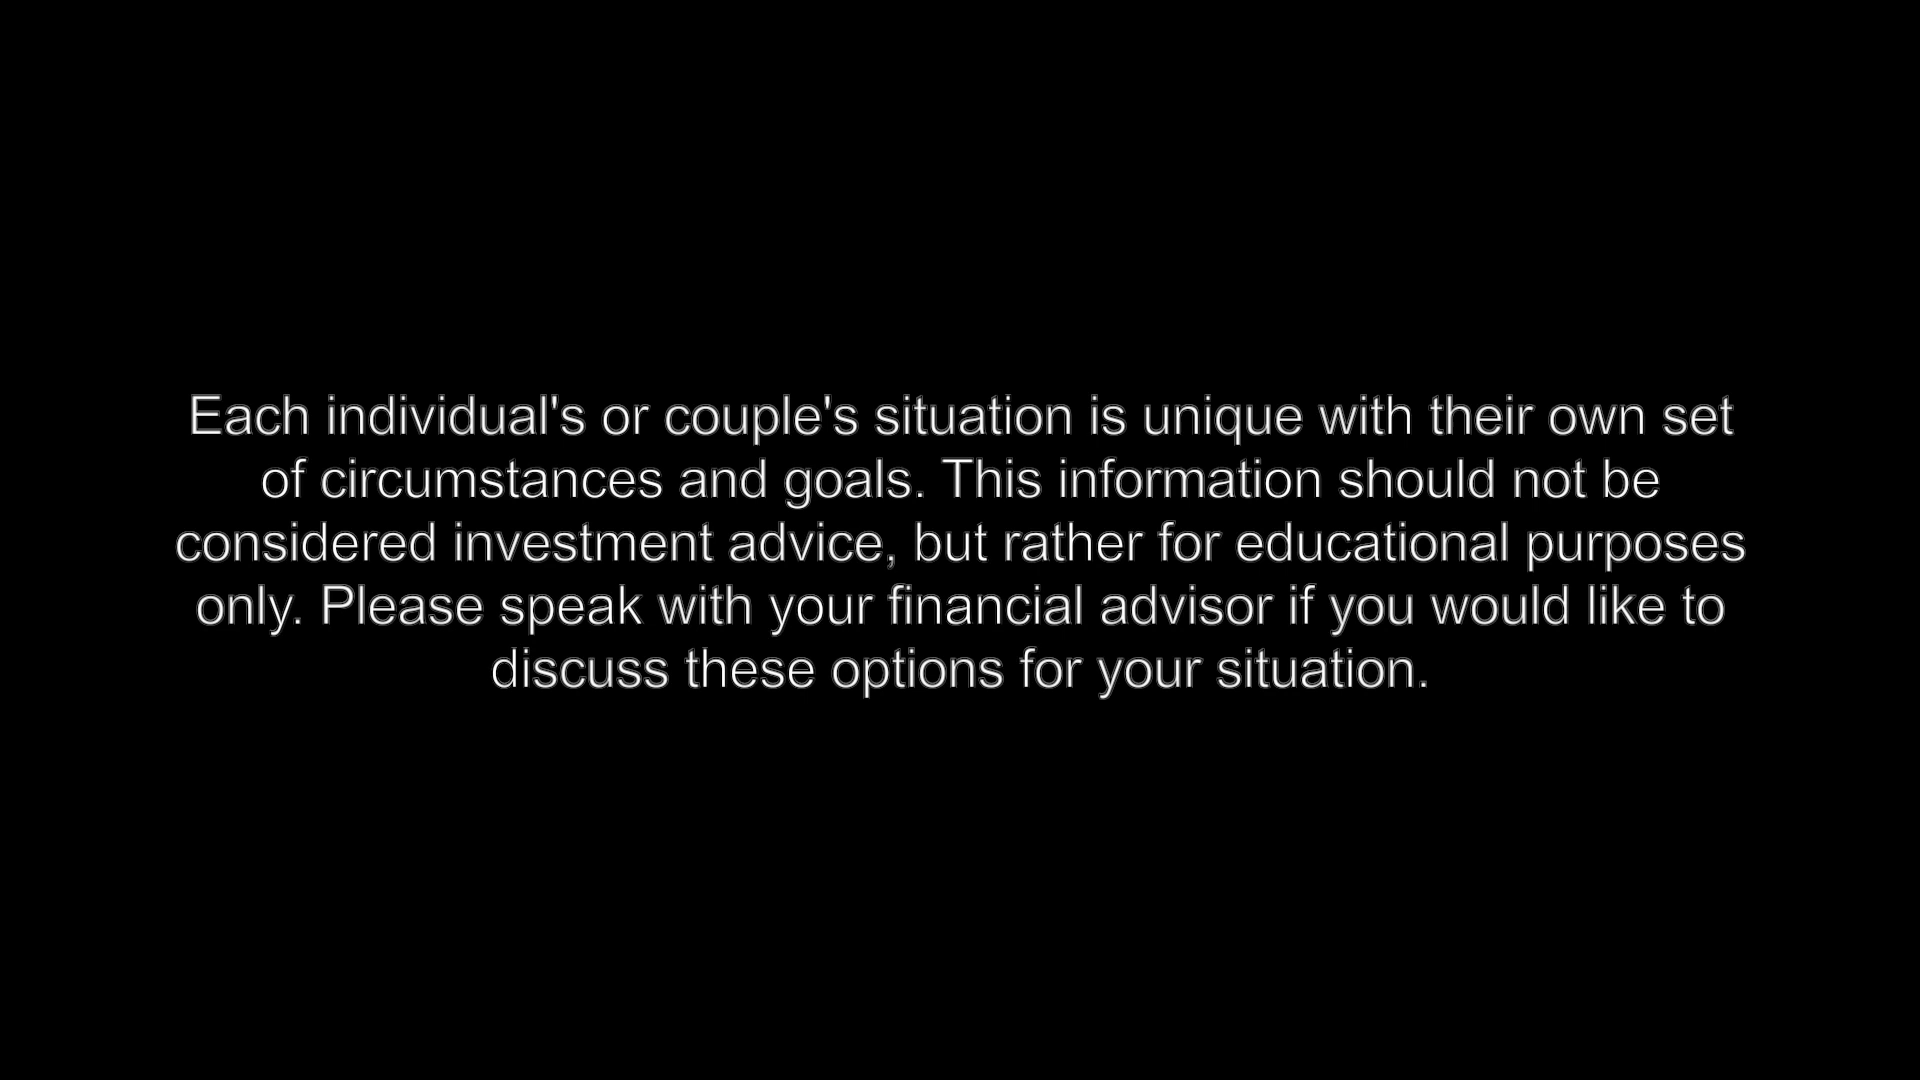 Each individual's or couple's situation is unique with their own set
of circumstances and goals. This information should not be
considered investment advice, but rather for educational purposes
only. Please speak with your financial advisor if you would like to
discuss these options for your situation.